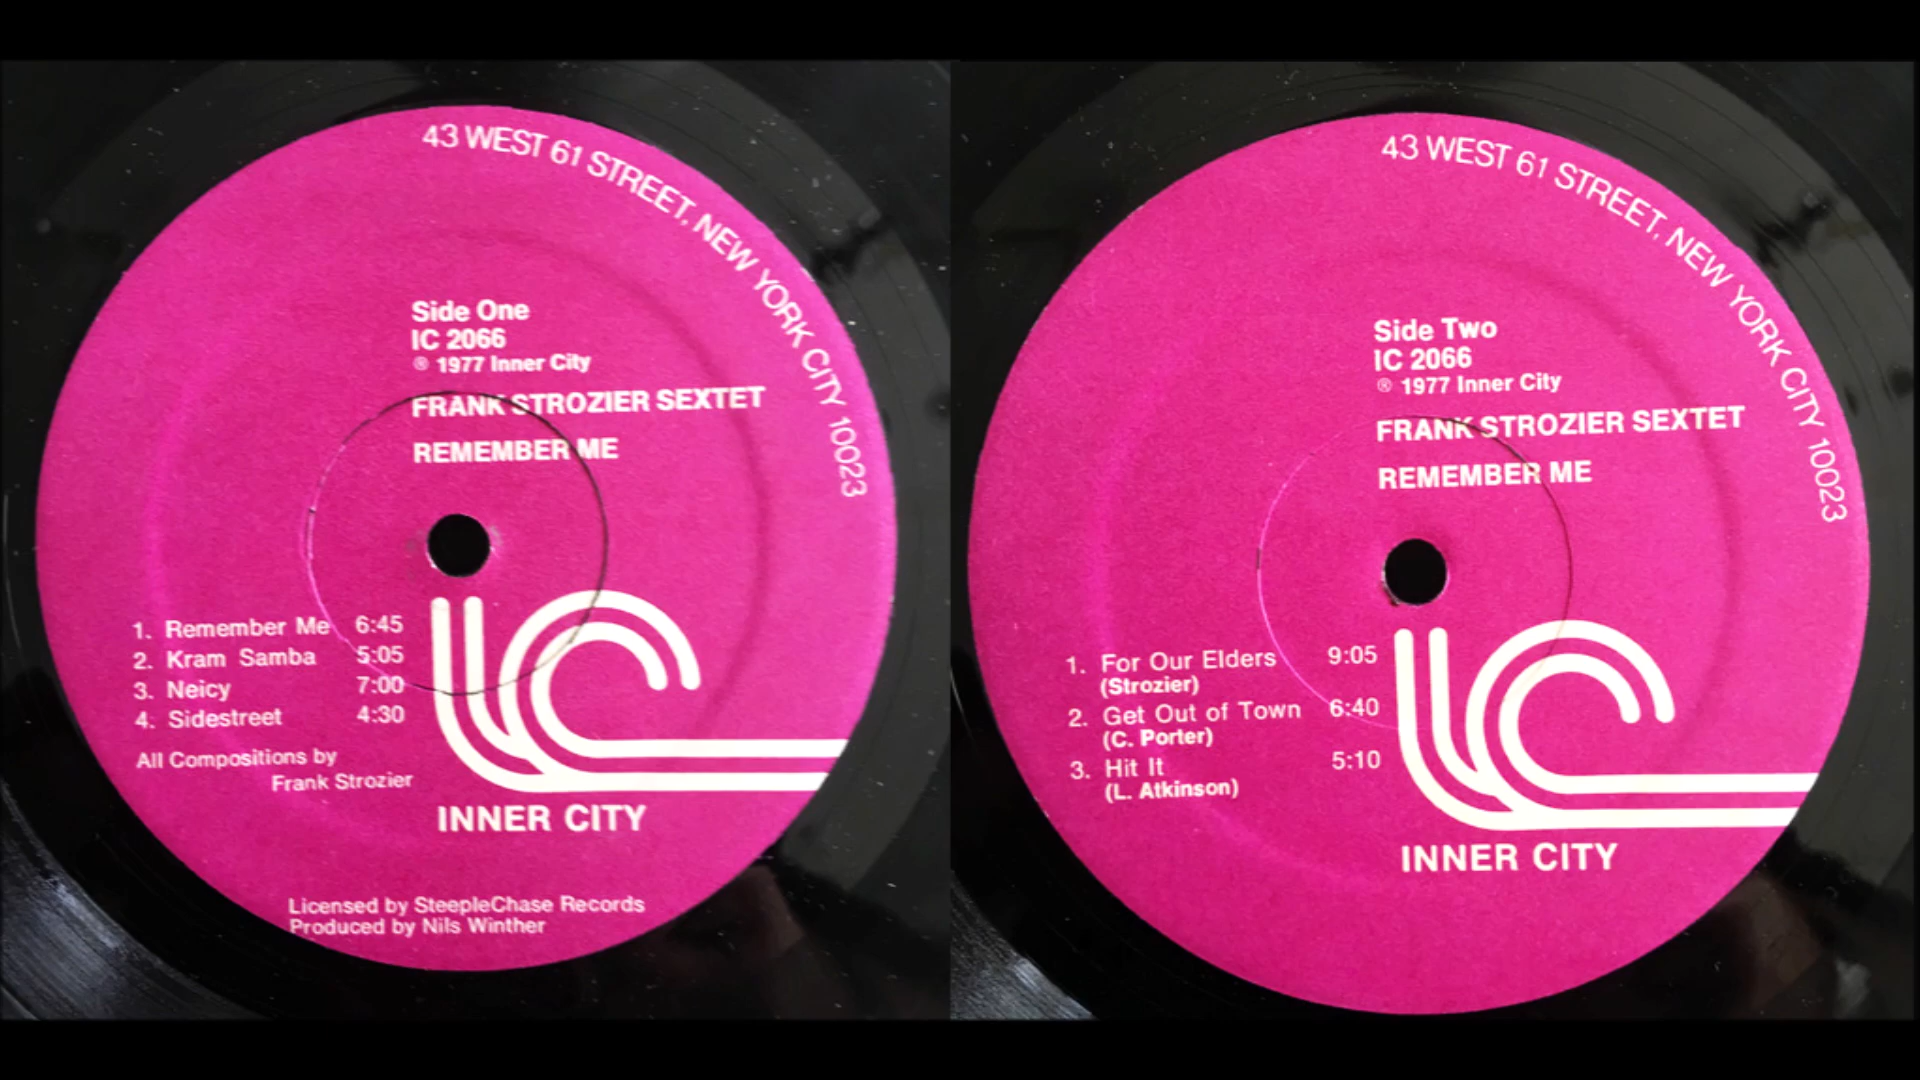 43 WEST 61 STREET, NEW YORK CITY 10023
Side One
IC 2066
℗ 1977 Inner City
FRANK STROZIER SEXTET
REMEMBER ME
1. Remember Me 6:45
2. Kram Samba 5:05
3. Neicy 7:00
4. Sidestreet 4:30
All Compositions by
Frank Strozier
INNER CITY
Licensed by SteepleChase Records
Produced by Nils Winther
43 WEST 61 STREET, NEW YORK CITY 10023
Side Two
IC 2066
℗ 1977 Inner City
FRANK STROZIER SEXTET
REMEMBER ME
1. For Our Elders 9:05
(Strozier)
2. Get Out of Town 6:40
(C. Porter)
3. Hit It 5:10
(L. Atkinson)
INNER CITY